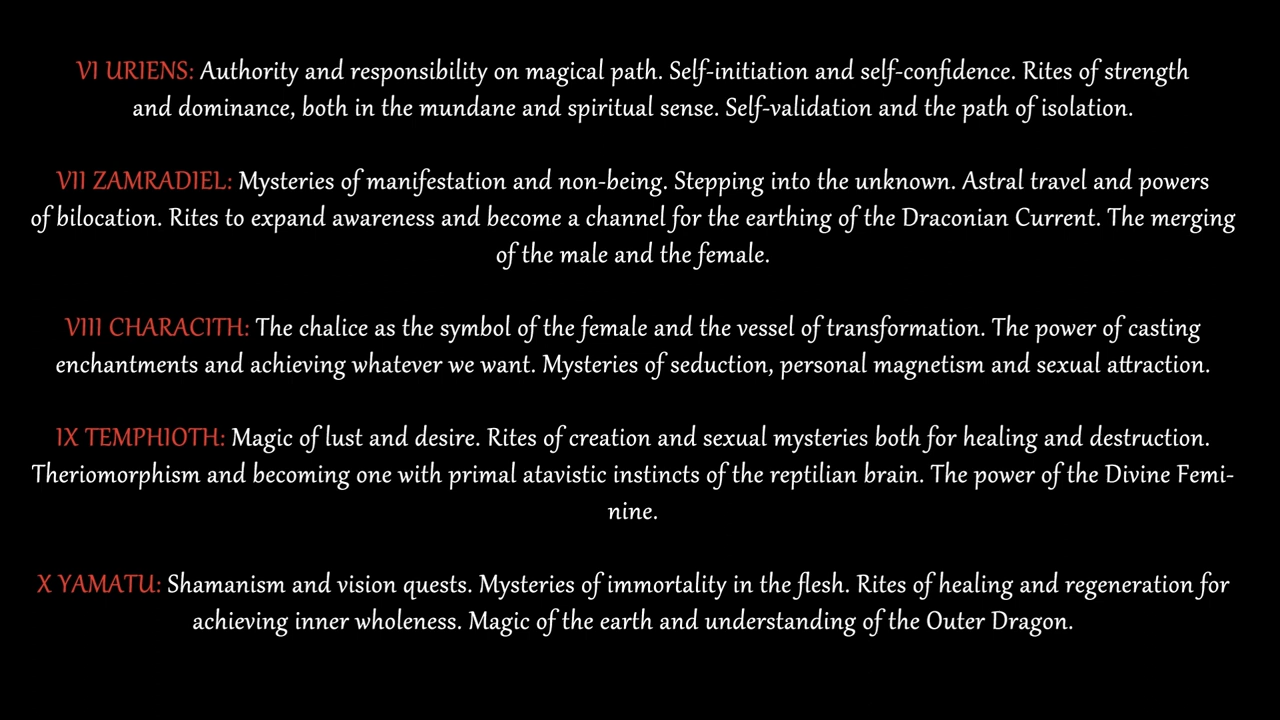 VI URIENS: Authority and responsibility on magical path. Self-initiation and self-confidence. Rites of strength
and dominance, both in the mundane and spiritual sense. Self-validation and the path of isolation.
VII ZAMRADIEL: Mysteries of manifestation and non-being. Stepping into the unknown. Astral travel and powers
of bilocation. Rites to expand awareness and become a channel for the earthing of the Draconian Current. The merging
of the male and the female.
VIII CHARACITH: The chalice as the symbol of the female and the vessel of transformation. The power of casting
enchantments and achieving whatever we want. Mysteries of seduction, personal magnetism and sexual attraction.
IX TEMPHIOTH: Magic of lust and desire. Rites of creation and sexual mysteries both for healing and destruction.
Theriomorphism and becoming one with primal atavistic instincts of the reptilian brain. The power of the Divine Femi-
nine.
X YAMATU: Shamanism and vision quests. Mysteries of immortality in the flesh. Rites of healing and regeneration for
achieving inner wholeness. Magic of the earth and understanding of the Outer Dragon.